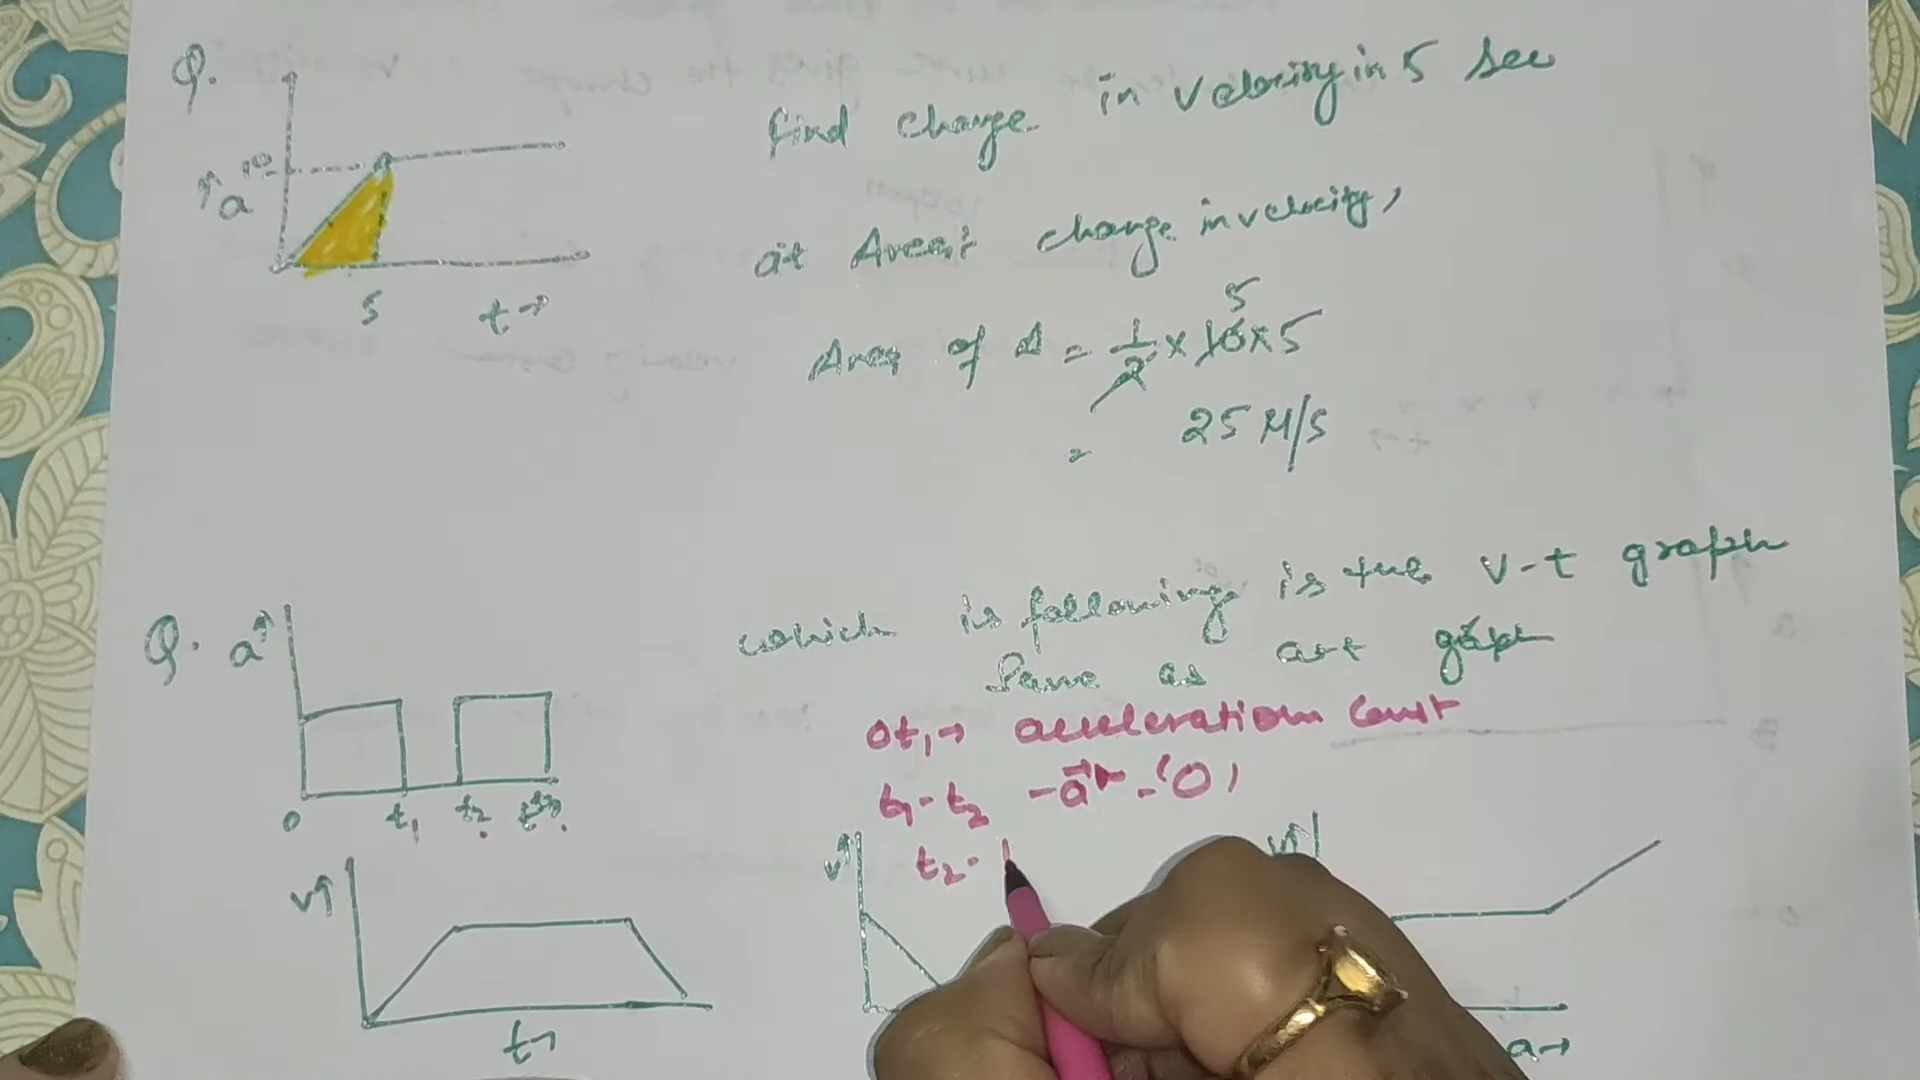 Q.
find change in velocity in 5 sec
↑a 10
at Area: change in velocity,
5 t→
5
Area of Δ = 1/2 × 10 × 5
= 25 M/S
Q. a↑
which is following is the v-t graph
Same as a-t graph
0t₁→ acceleration Const
t₁-t₂ -a⃗ - (0)
0 t₁ t₂ t₃
t₂-
v↑
v↑
v↑
t→
a→